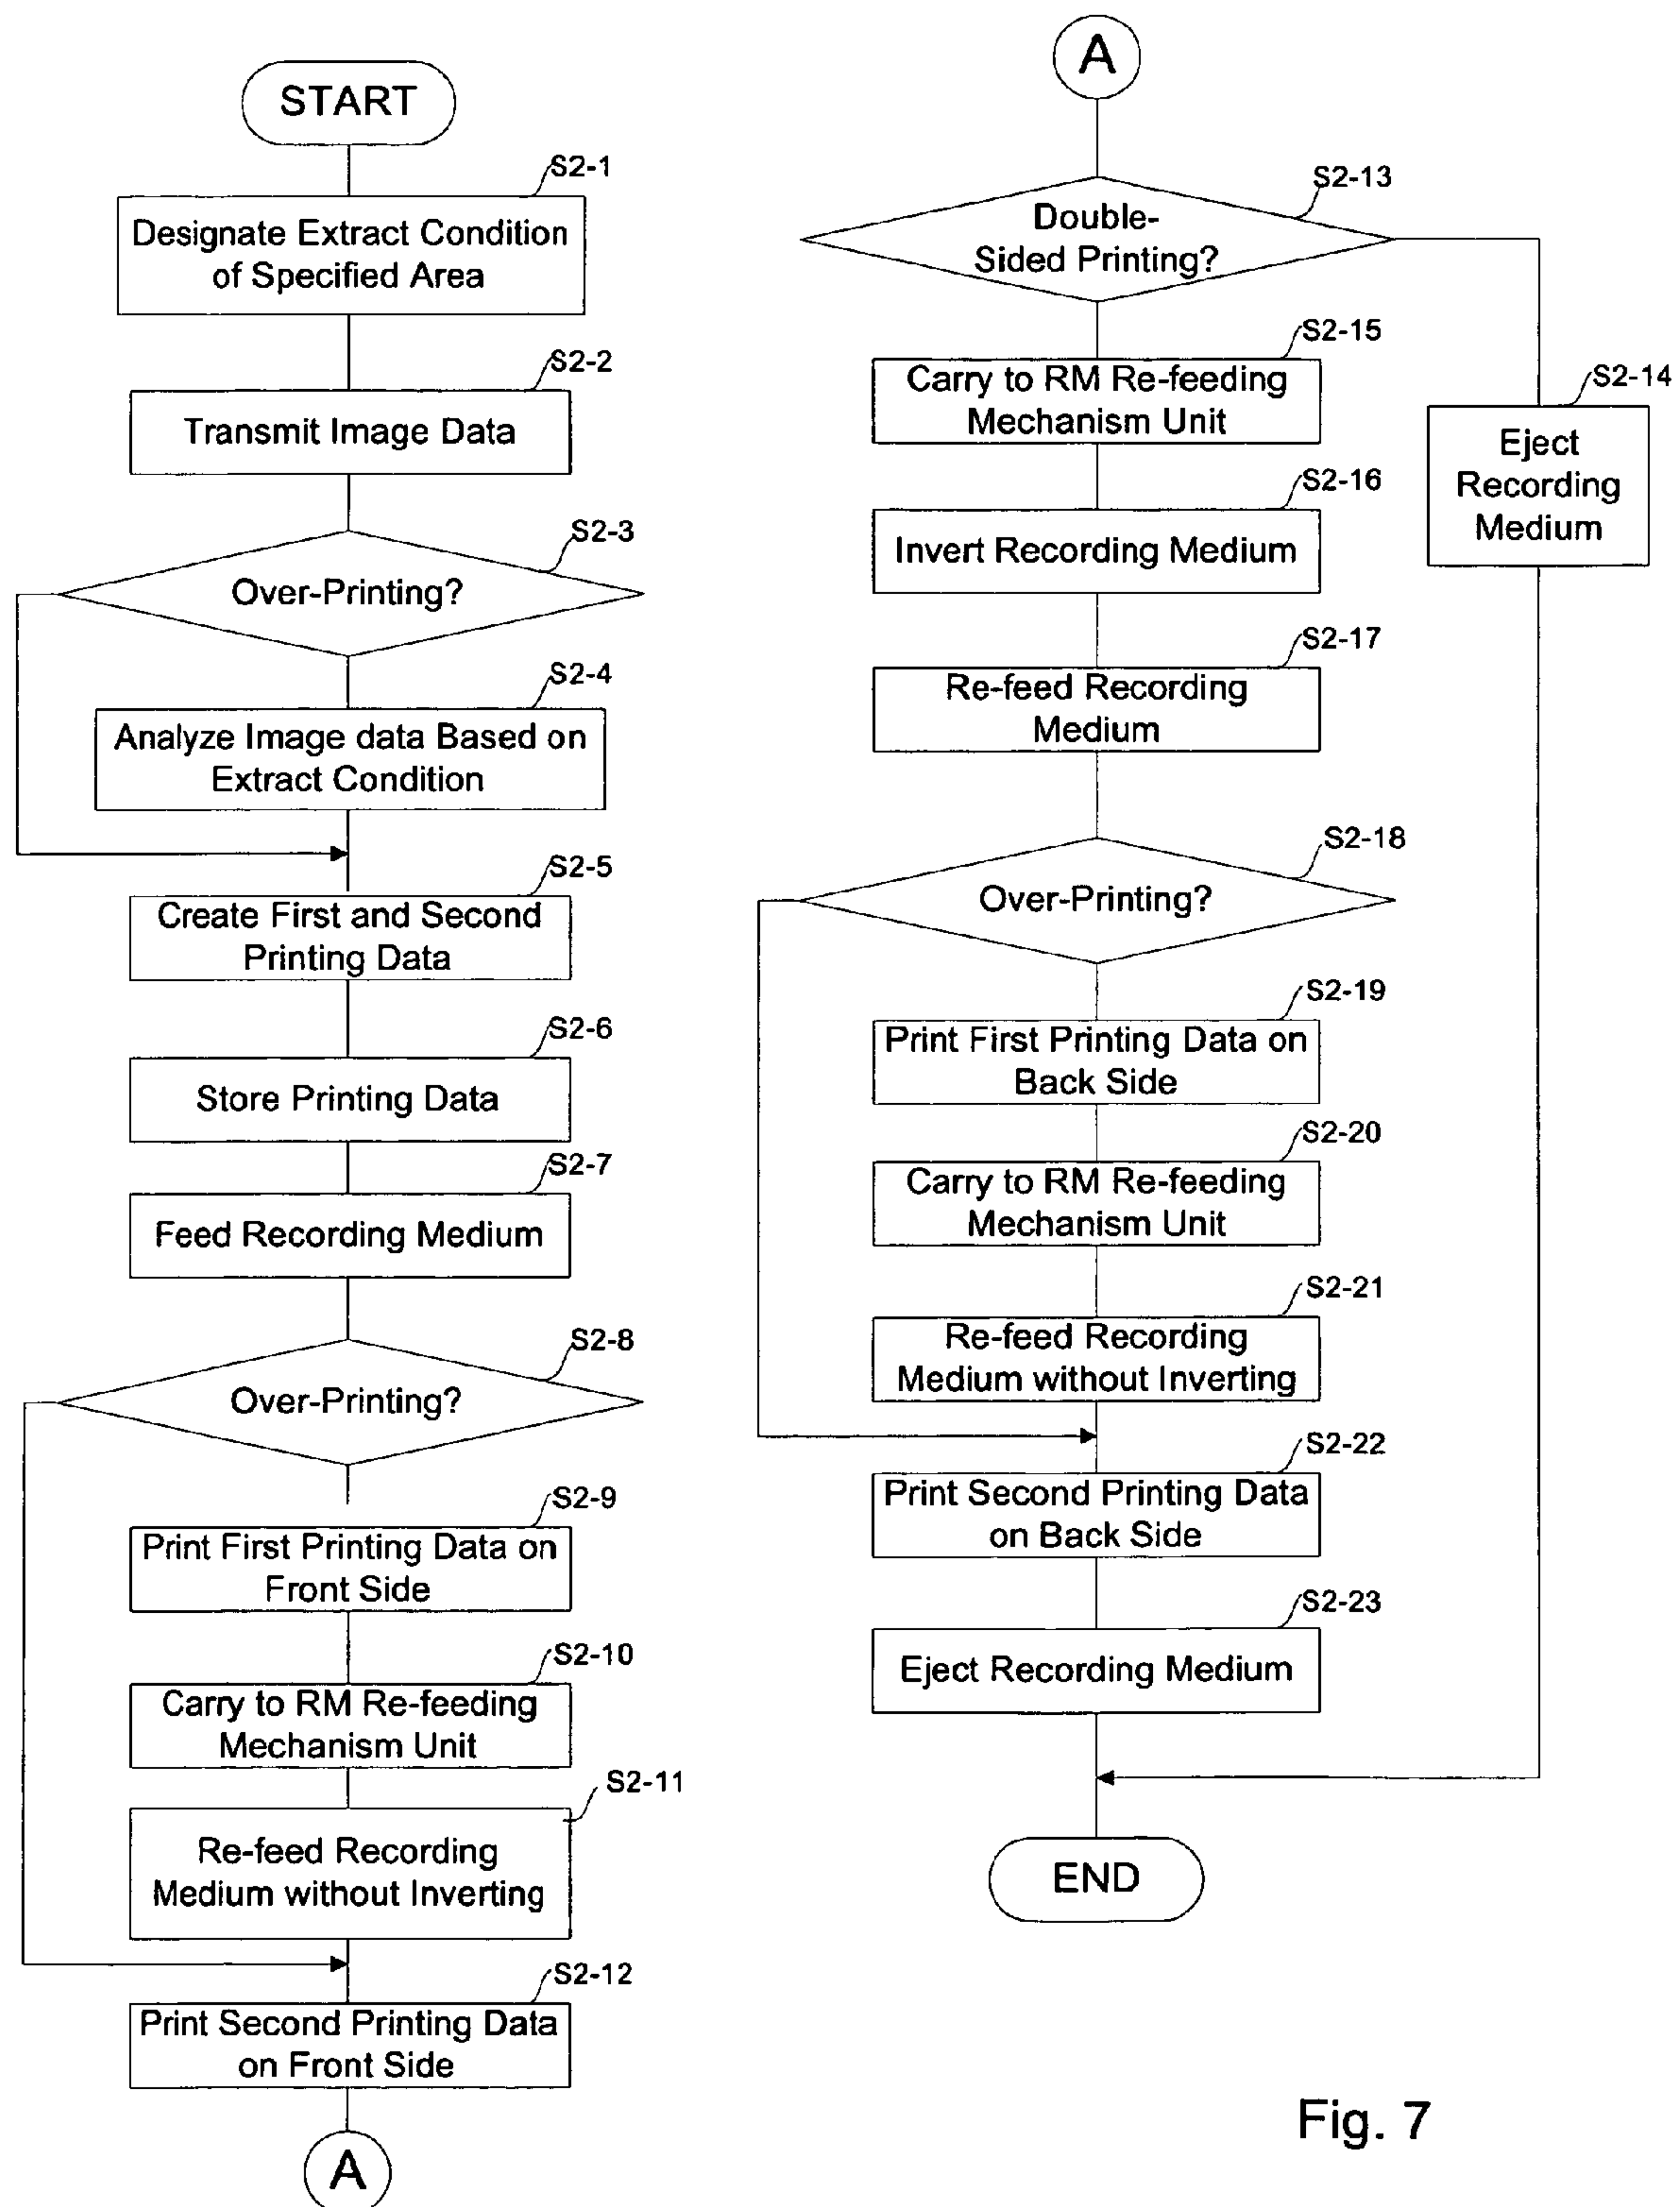 START
S2-1
Designate Extract Condition
of Specified Area
S2-2
Transmit Image Data
S2-3
Over-Printing?
S2-4
Analyze Image data Based on
Extract Condition
S2-5
Create First and Second
Printing Data
S2-6
Store Printing Data
S2-7
Feed Recording Medium
S2-8
Over-Printing?
S2-9
Print First Printing Data on
Front Side
S2-10
Carry to RM Re-feeding
Mechanism Unit
S2-11
Re-feed Recording
Medium without Inverting
S2-12
Print Second Printing Data
on Front Side
A
A
S2-13
Double-
Sided Printing?
S2-14
Eject
Recording
Medium
S2-15
Carry to RM Re-feeding
Mechanism Unit
S2-16
Invert Recording Medium
S2-17
Re-feed Recording
Medium
S2-18
Over-Printing?
S2-19
Print First Printing Data on
Back Side
S2-20
Carry to RM Re-feeding
Mechanism Unit
S2-21
Re-feed Recording
Medium without Inverting
S2-22
Print Second Printing Data
on Back Side
S2-23
Eject Recording Medium
END
Fig. 7